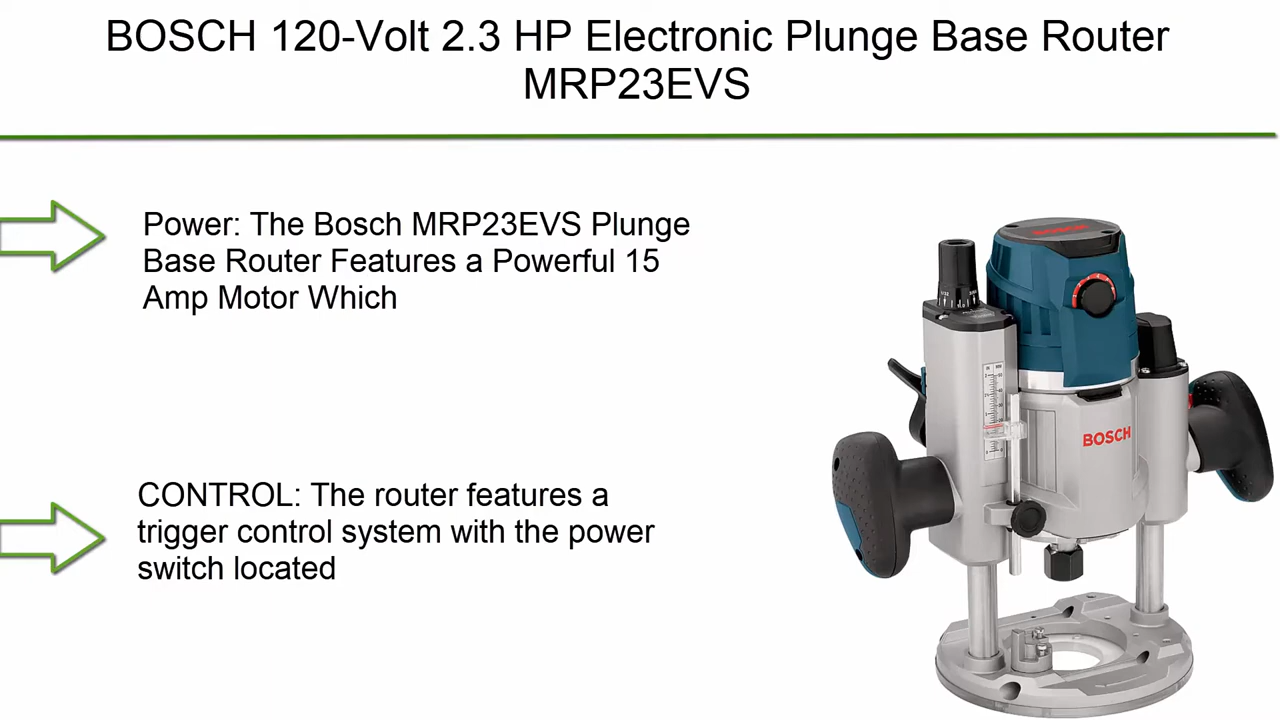 BOSCH 120-Volt 2.3 HP Electronic Plunge Base Router
MRP23EVS
Power: The Bosch MRP23EVS Plunge
Base Router Features a Powerful 15
Amp Motor Which
CONTROL: The router features a
trigger control system with the power
switch located
BOSCH
BOSCH